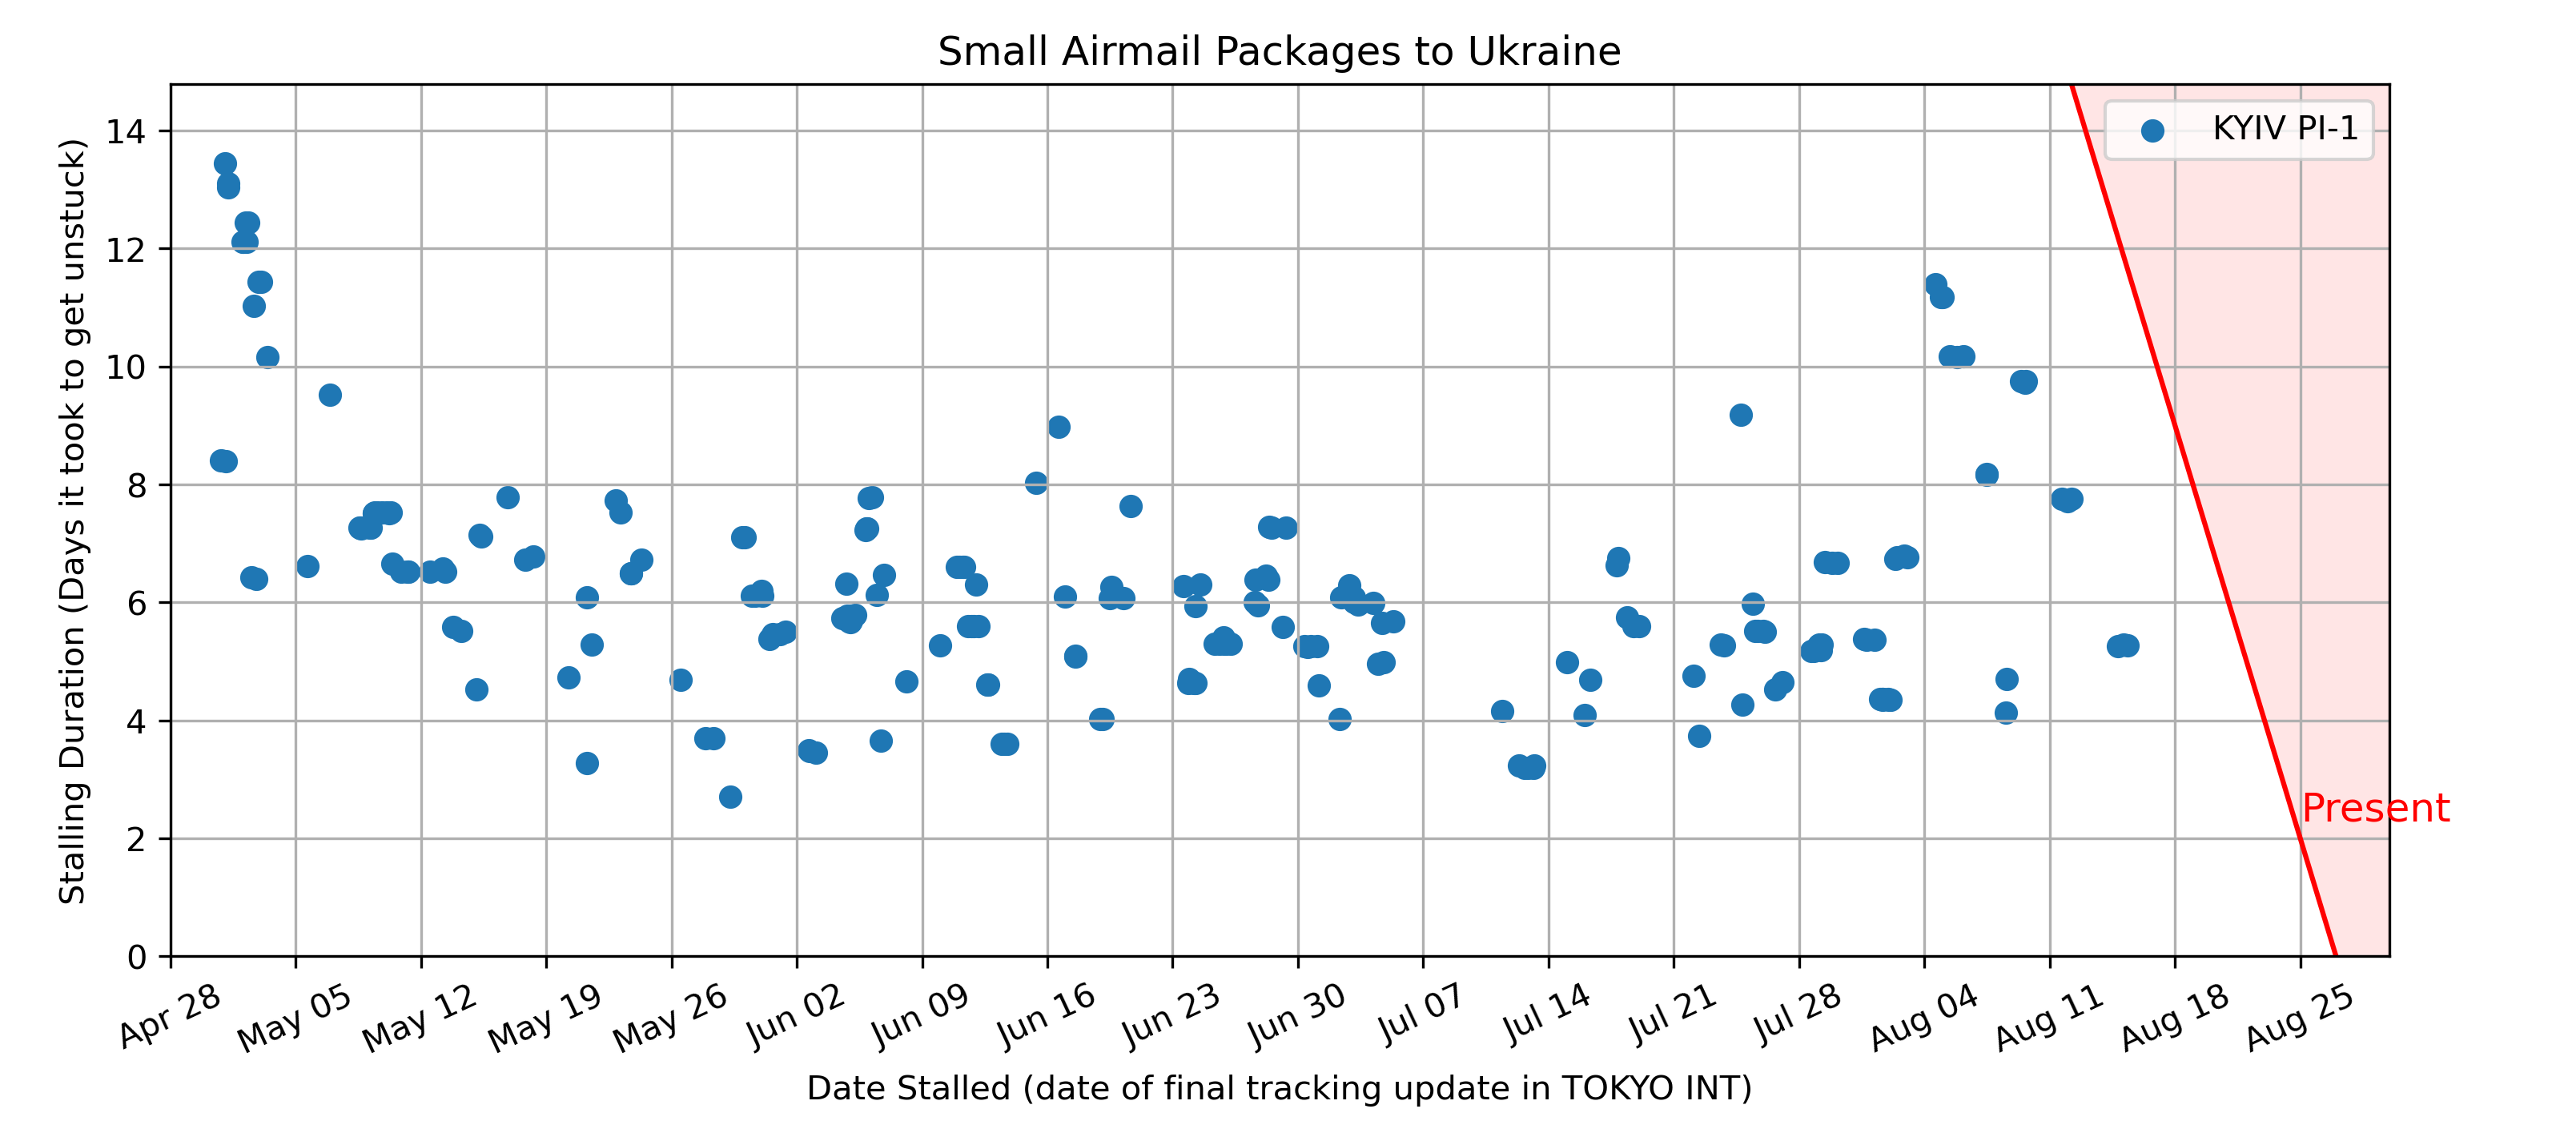 Small Airmail Packages to Ukraine
KYIV PI-1
Present
Stalling Duration (Days it took to get unstuck)
14
12
10
8
6
4
2
0
Apr 28
May 05
May 12
May 19
May 26
Jun 02
Jun 09
Jun 16
Jun 23
Jun 30
Jul 07
Jul 14
Jul 21
Jul 28
Aug 04
Aug 11
Aug 18
Aug 25
Date Stalled (date of final tracking update in TOKYO INT)